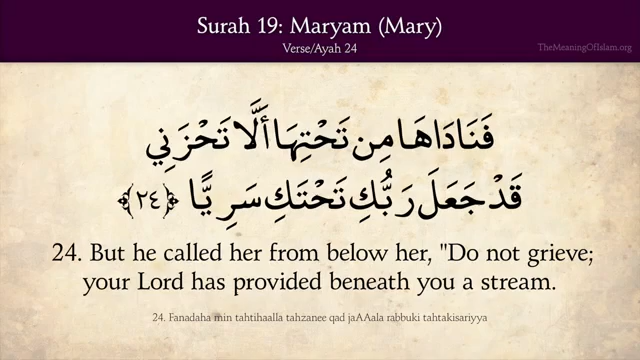 Surah 19: Maryam (Mary)
Verse/Ayah 24
TheMeaningOfIslam.org
فَنَادَاهَا مِن تَحْتِهَا أَلَّا تَحْزَنِي
قَدْ جَعَلَ رَبُّكِ تَحْتَكِ سَرِيًّا ﴿٢٤﴾
24. But he called her from below her, "Do not grieve;
your Lord has provided beneath you a stream.
24. Fanadaha min tahtihaalla tahzanee qad jaAAala rabbuki tahtakisariyya